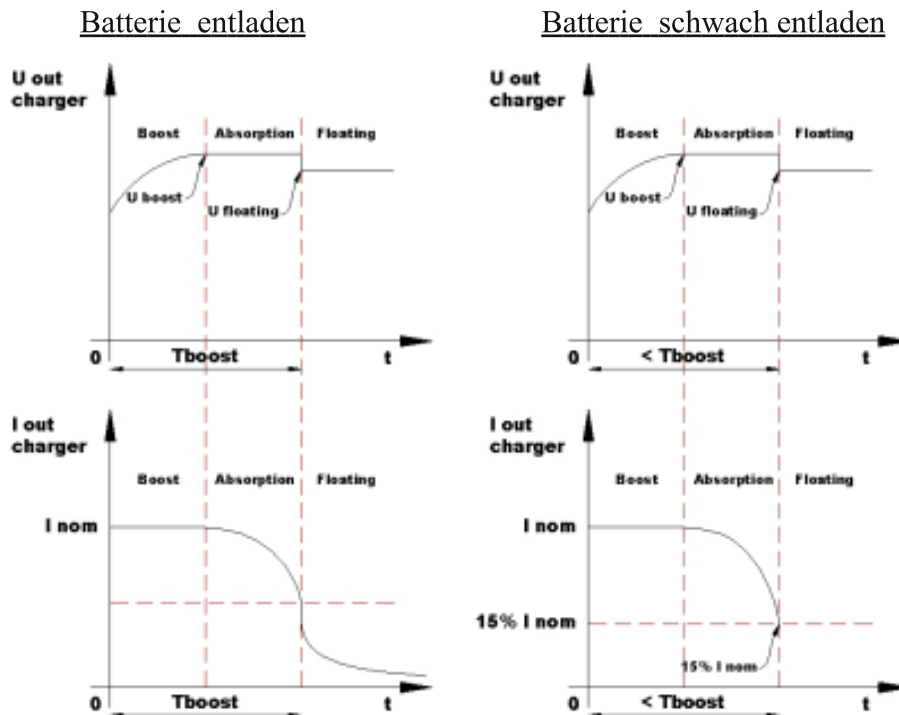 Batterie entladen
U out
charger
Boost Absorption Floating
U boost
U floating
0 Tboost t
I out
charger
Boost Absorption Floating
I nom
0 Tboost t
Batterie schwach entladen
U out
charger
Boost Absorption Floating
U boost
U floating
0 < Tboost t
I out
charger
Boost Absorption Floating
I nom
15% I nom
15% I nom
0 < Tboost t